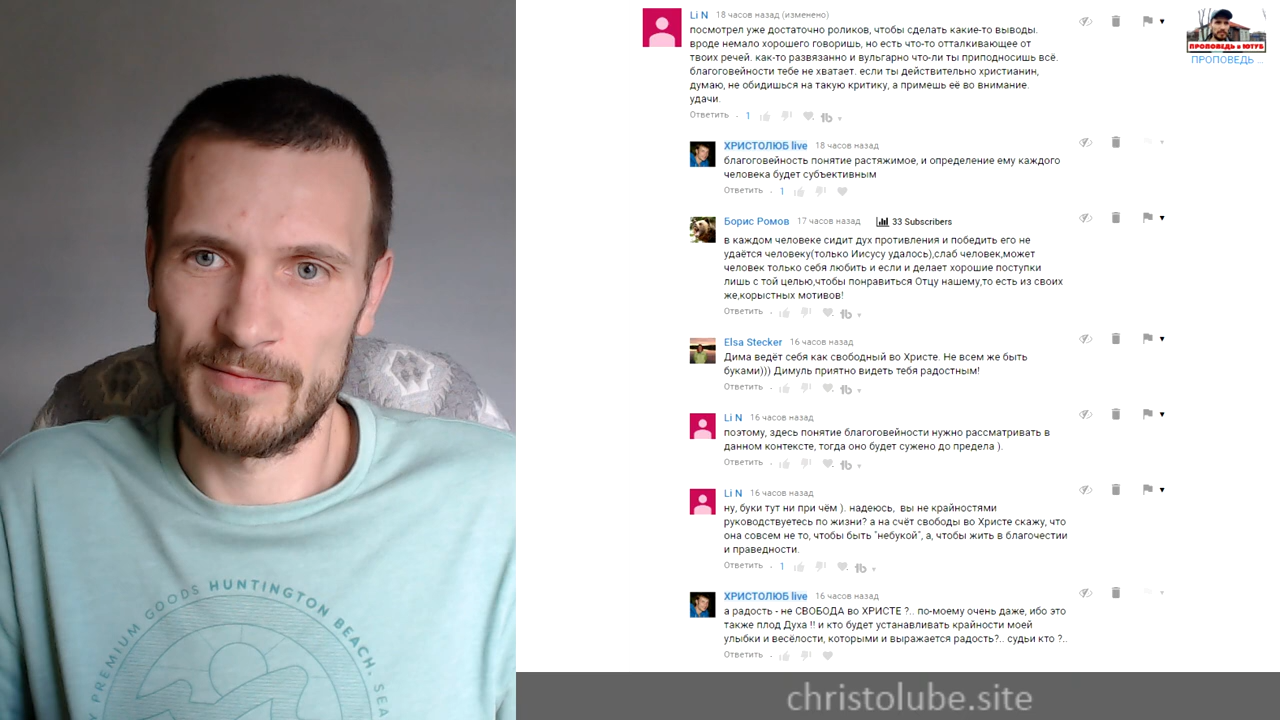 Li N 18 часов назад (изменено)
посмотрел уже достаточно роликов, чтобы сделать какие-то выводы.
вроде немало хорошего говоришь, но есть что-то отталкивающее от
твоих речей. как-то развязанно и вульгарно что-ли ты приподносишь всё.
благоговейности тебе не хватает. если ты действительно христианин,
думаю, не обидишься на такую критику, а примешь её во внимание.
удачи.
Ответить 1
ПРОПОВЕДЬ в ЮТУБ
ПРОПОВЕДЬ ...
ХРИСТОЛЮБ live 18 часов назад
благоговейность понятие растяжимое, и определение ему каждого
человека будет субъективным
Ответить 1
Борис Ромов 17 часов назад 33 Subscribers
в каждом человеке сидит дух противления и победить его не
удаётся человеку(только Иисусу удалось),слаб человек,может
человек только себя любить и если и делает хорошие поступки
лишь с той целью,чтобы понравиться Отцу нашему,то есть из своих
же,корыстных мотивов!
Ответить
Elsa Stecker 16 часов назад
Дима ведёт себя как свободный во Христе. Не всем же быть
буками))) Димуль приятно видеть тебя радостным!
Ответить
Li N 16 часов назад
поэтому, здесь понятие благоговейности нужно рассматривать в
данном контексте, тогда оно будет сужено до предела ).
Ответить
Li N 16 часов назад
ну, буки тут ни при чём ). надеюсь, вы не крайностями
руководствуетесь по жизни? а на счёт свободы во Христе скажу, что
она совсем не то, чтобы быть "небукой", а, чтобы жить в благочестии
и праведности.
Ответить 1
ХРИСТОЛЮБ live 16 часов назад
а радость - не СВОБОДА во ХРИСТЕ ?.. по-моему очень даже, ибо это
также плод Духа !! и кто будет устанавливать крайности моей
улыбки и весёлости, которыми и выражается радость?.. судьи кто ?..
Ответить
PREMIUM GOODS HUNTINGTON BEACH, SEA
christolube.site